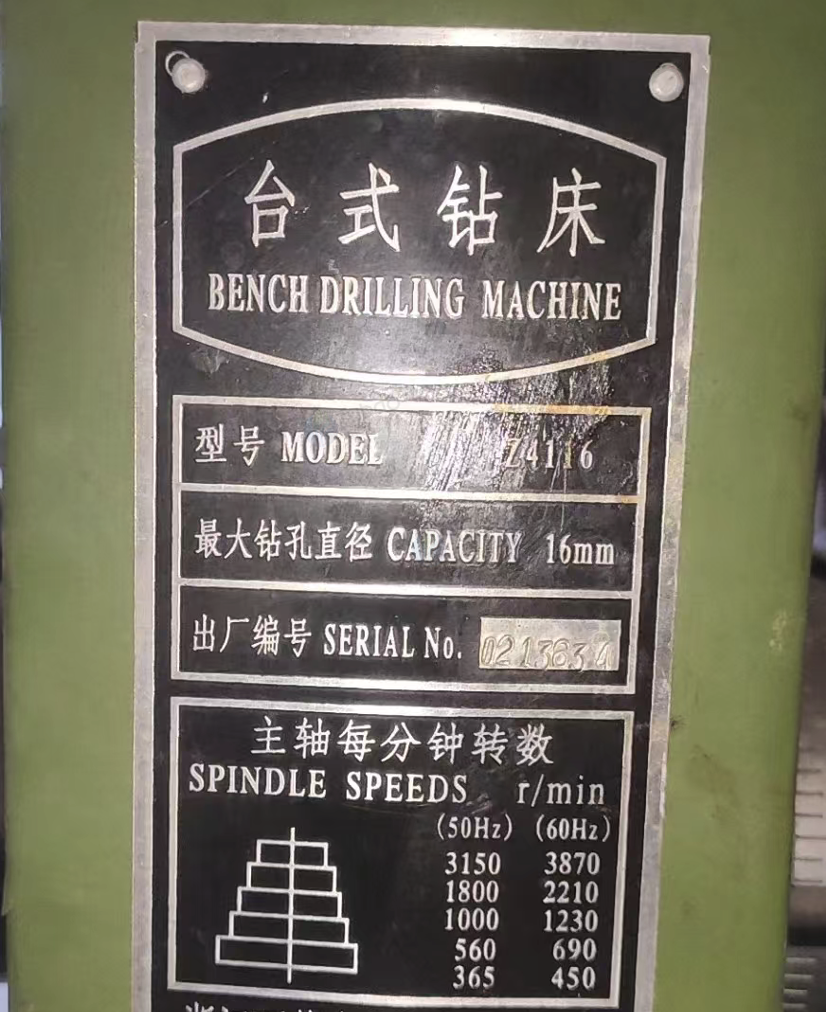 台式钻床
BENCH DRILLING MACHINE
型号 MODEL Z4116
最大钻孔直径 CAPACITY 16mm
出厂编号 SERIAL No.
主轴每分钟转数
SPINDLE SPEEDS r/min
(50Hz) (60Hz)
3150 3870
1800 2210
1000 1230
560 690
365 450